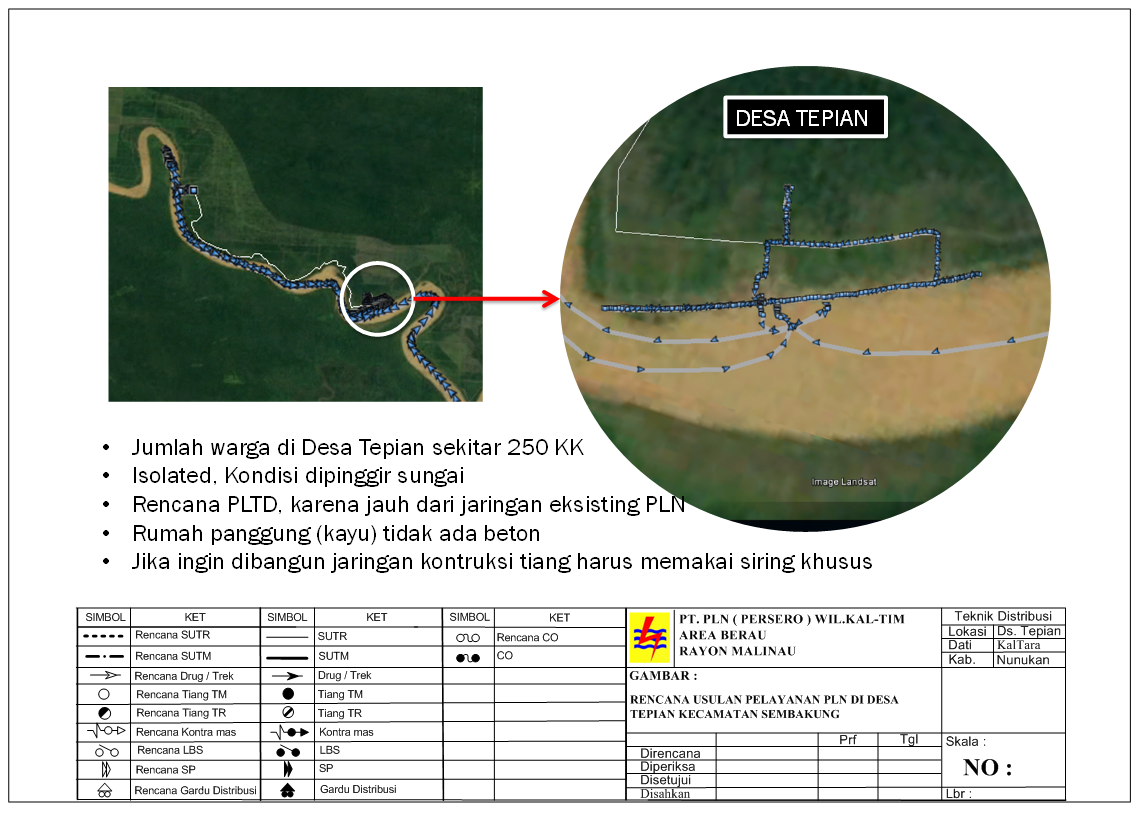 DESA TEPIAN
Image Landsat
• Jumlah warga di Desa Tepian sekitar 250 KK
• Isolated, Kondisi dipinggir sungai
• Rencana PLTD, karena jauh dari jaringan eksisting PLN
• Rumah panggung (kayu) tidak ada beton
• Jika ingin dibangun jaringan kontruksi tiang harus memakai siring khusus
SIMBOL KET SIMBOL KET SIMBOL KET
Rencana SUTR SUTR Rencana CO
Rencana SUTM SUTM CO
Rencana Drug / Trek Drug / Trek
Rencana Tiang TM Tiang TM
Rencana Tiang TR Tiang TR
Rencana Kontra mas Kontra mas
Rencana LBS LBS
Rencana SP SP
Rencana Gardu Distribusi Gardu Distribusi
PT. PLN ( PERSERO ) WIL.KAL-TIM
AREA BERAU
RAYON MALINAU
Teknik Distribusi
Lokasi Ds. Tepian
Dati KalTara
Kab. Nunukan
GAMBAR :
RENCANA USULAN PELAYANAN PLN DI DESA
TEPIAN KECAMATAN SEMBAKUNG
Prf Tgl
Direncana
Diperiksa
Disetujui
Disahkan
Skala :
NO :
Lbr :